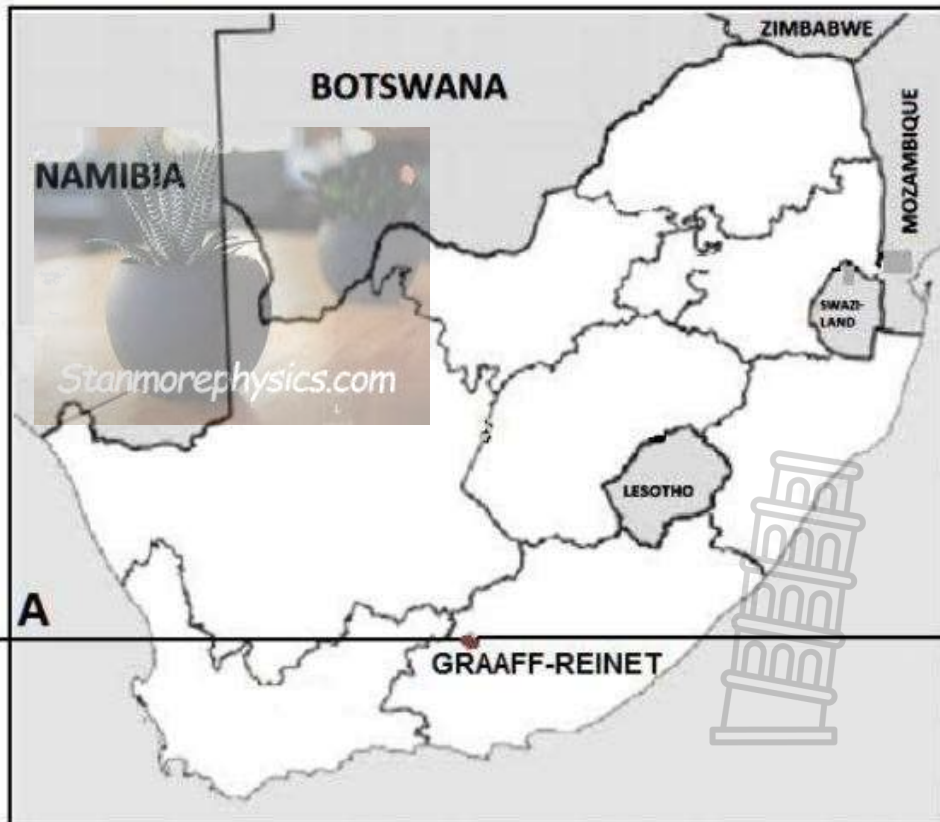 ZIMBABWE
BOTSWANA
MOZAMBIQUE
NAMIBIA
SWAZI-
LAND
Stanmorephysics.com
LESOTHO
A
GRAAFF-REINET